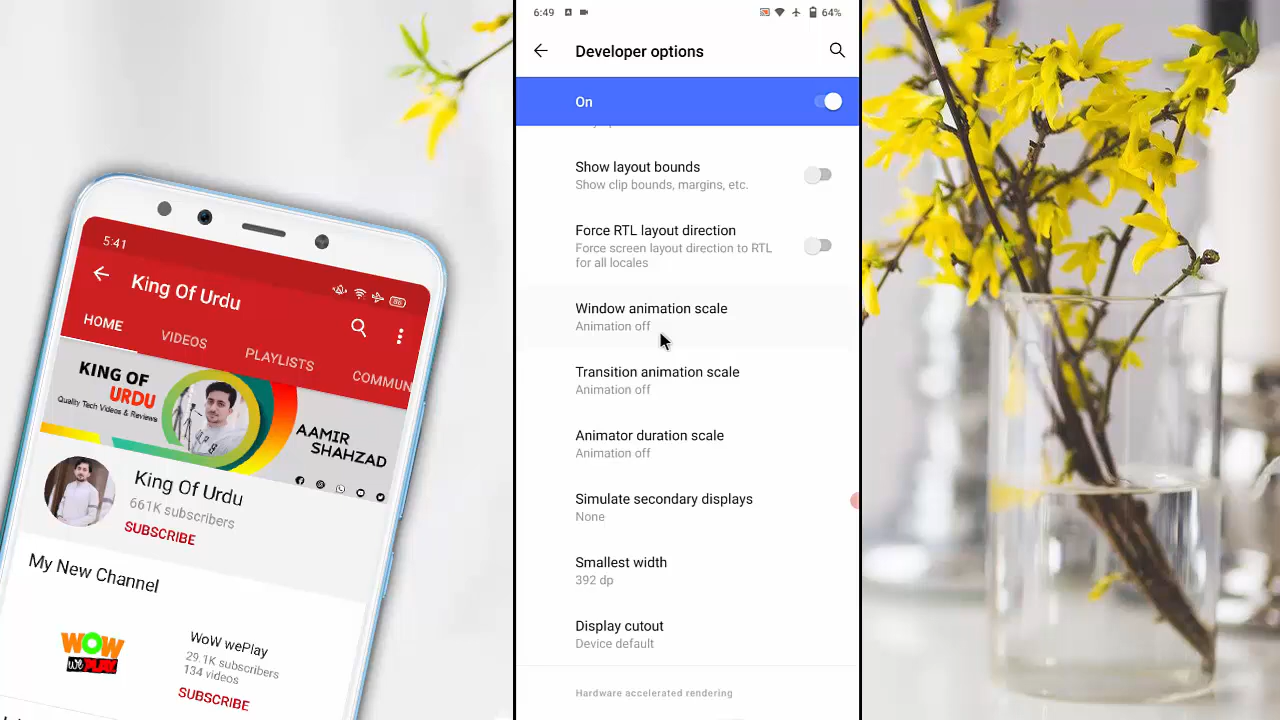 5:41
King Of Urdu
HOME
VIDEOS
PLAYLISTS
COMMUN
KING OF
URDU
Quality Tech Videos & Reviews
AAMIR
SHAHZAD
King Of Urdu
661K subscribers
SUBSCRIBE
My New Channel
WOW
we PLAY
WoW wePlay
29.1K subscribers
134 videos
SUBSCRIBE
6:49
64%
Developer options
On
Show layout bounds
Show clip bounds, margins, etc.
Force RTL layout direction
Force screen layout direction to RTL
for all locales
Window animation scale
Animation off
Transition animation scale
Animation off
Animator duration scale
Animation off
Simulate secondary displays
None
Smallest width
392 dp
Display cutout
Device default
Hardware accelerated rendering